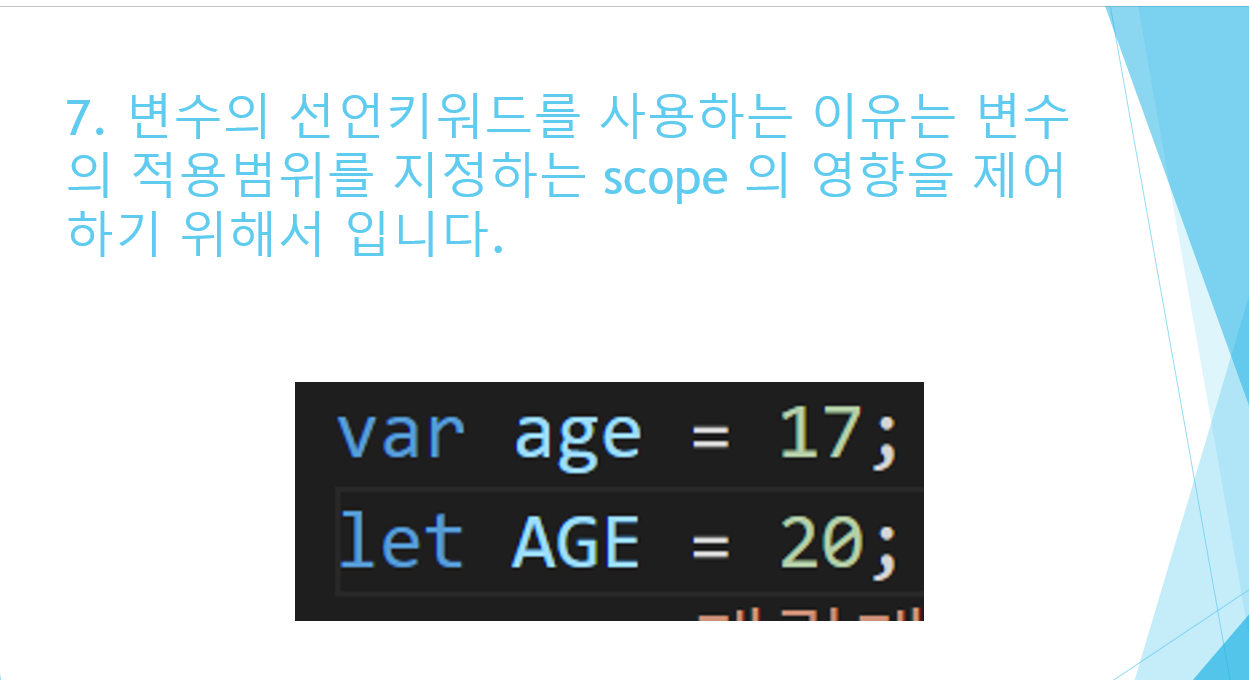 7. 변수의 선언키워드를 사용하는 이유는 변수
의 적용범위를 지정하는 scope 의 영향을 제어
하기 위해서 입니다.
var age = 17;
let AGE = 20;